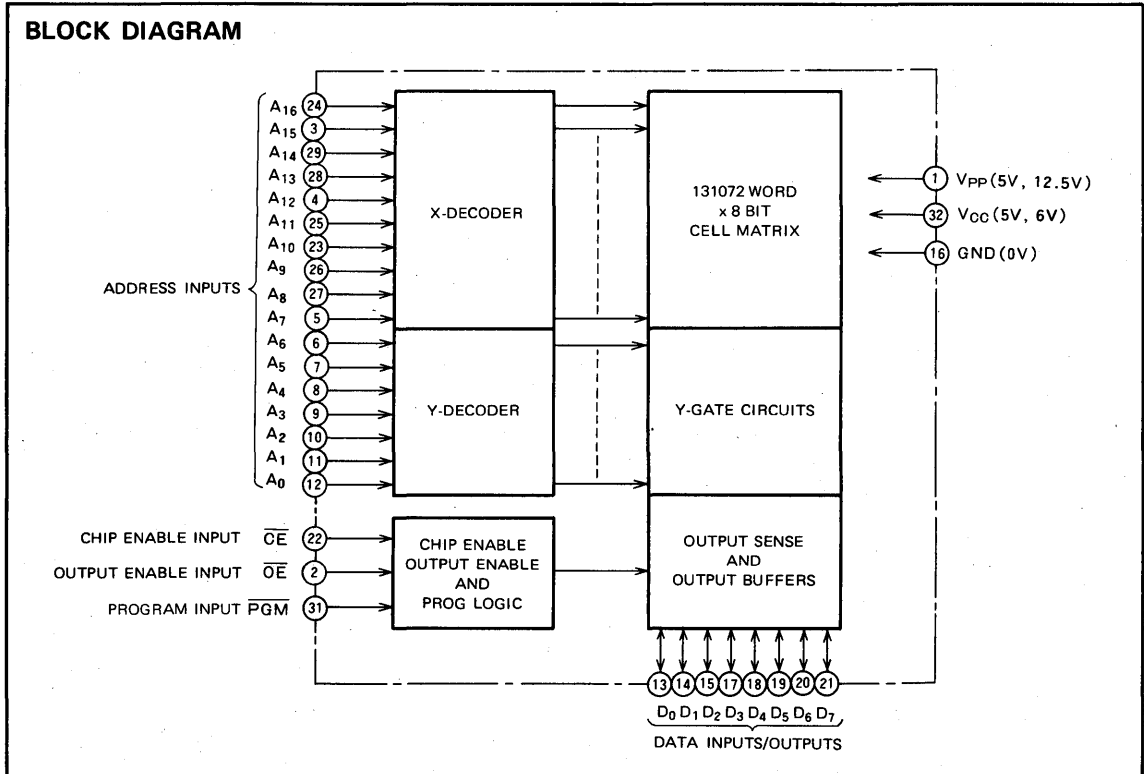 BLOCK DIAGRAM
A16 24
A15 3
A14 29
A13 28
A12 4
A11 25
A10 23
A9 26
A8 27
A7 5
A6 6
A5 7
A4 8
A3 9
A2 10
A1 11
A0 12
ADDRESS INPUTS
X-DECODER
Y-DECODER
131072 WORD
x 8 BIT
CELL MATRIX
Y-GATE CIRCUITS
OUTPUT SENSE
AND
OUTPUT BUFFERS
1 VPP (5V, 12.5V)
32 VCC (5V, 6V)
16 GND (0V)
CHIP ENABLE INPUT C̅E̅ 22
OUTPUT ENABLE INPUT O̅E̅ 2
PROGRAM INPUT P̅G̅M̅ 31
CHIP ENABLE
OUTPUT ENABLE
AND
PROG LOGIC
13 14 15 17 18 19 20 21
D0 D1 D2 D3 D4 D5 D6 D7
DATA INPUTS/OUTPUTS